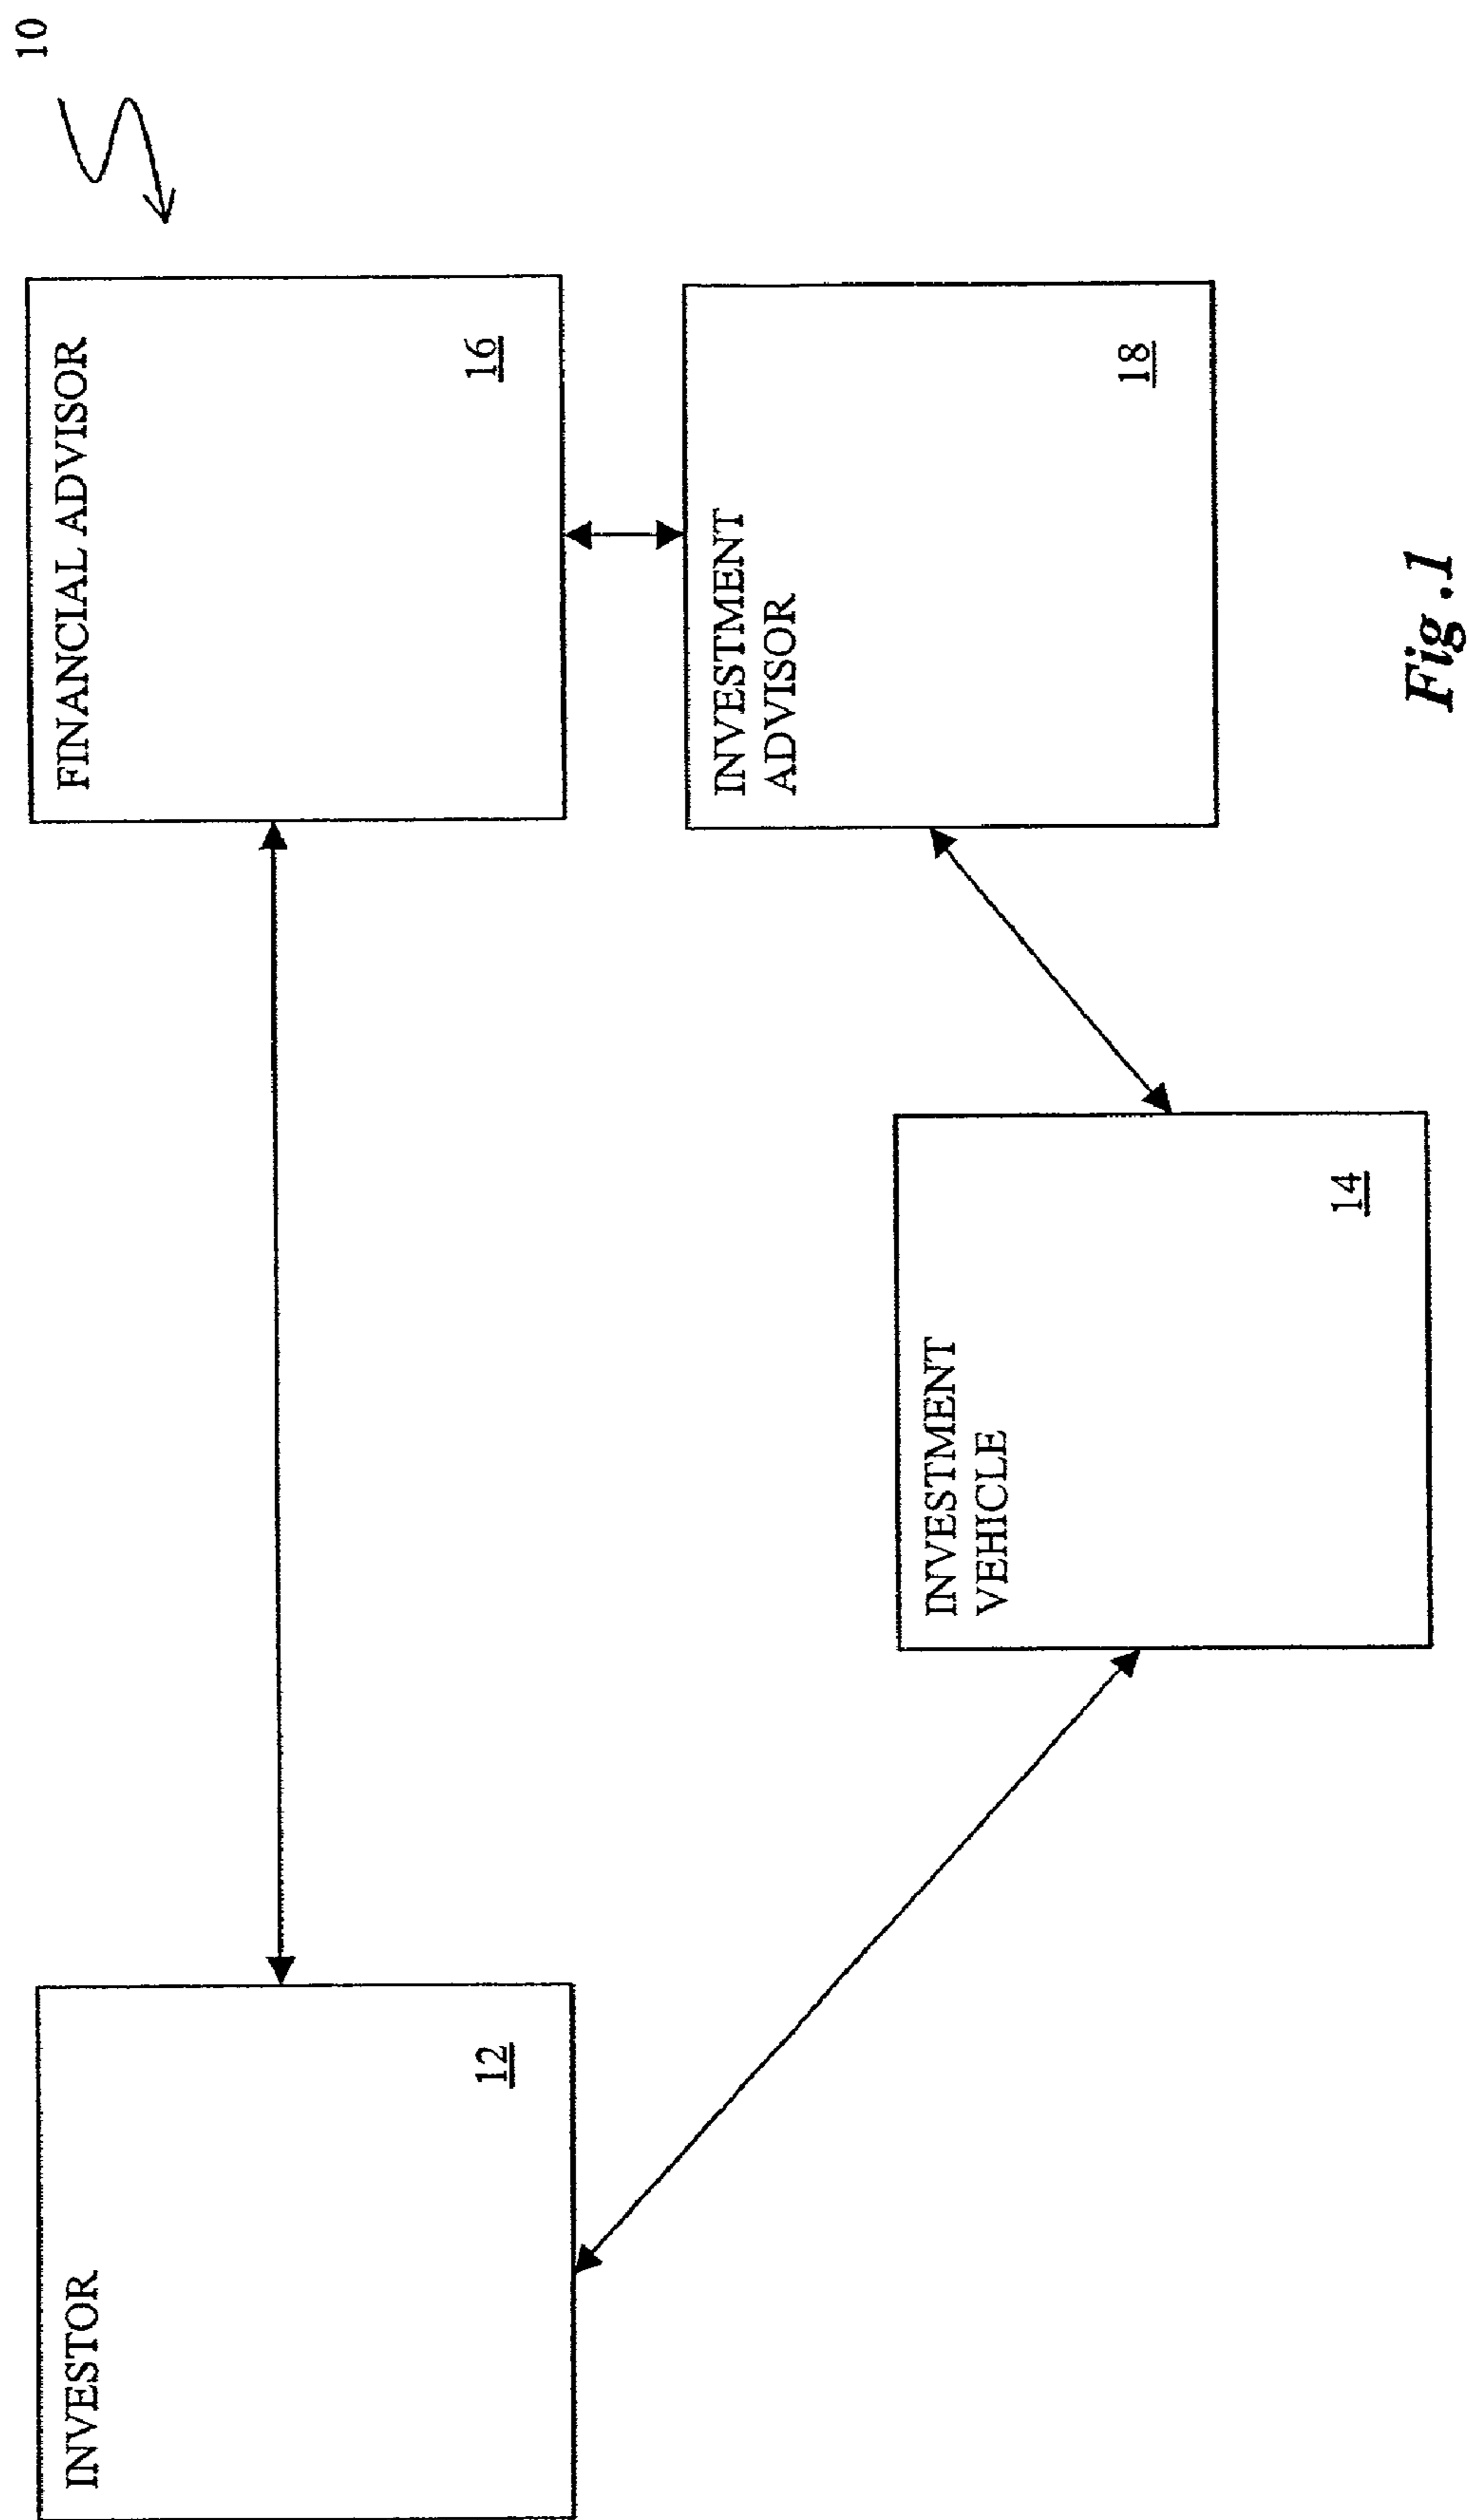 10
INVESTOR
12
FINANCIAL ADVISOR
16
INVESTMENT
ADVISOR
18
INVESTMENT
VEHICLE
14
Fig .1